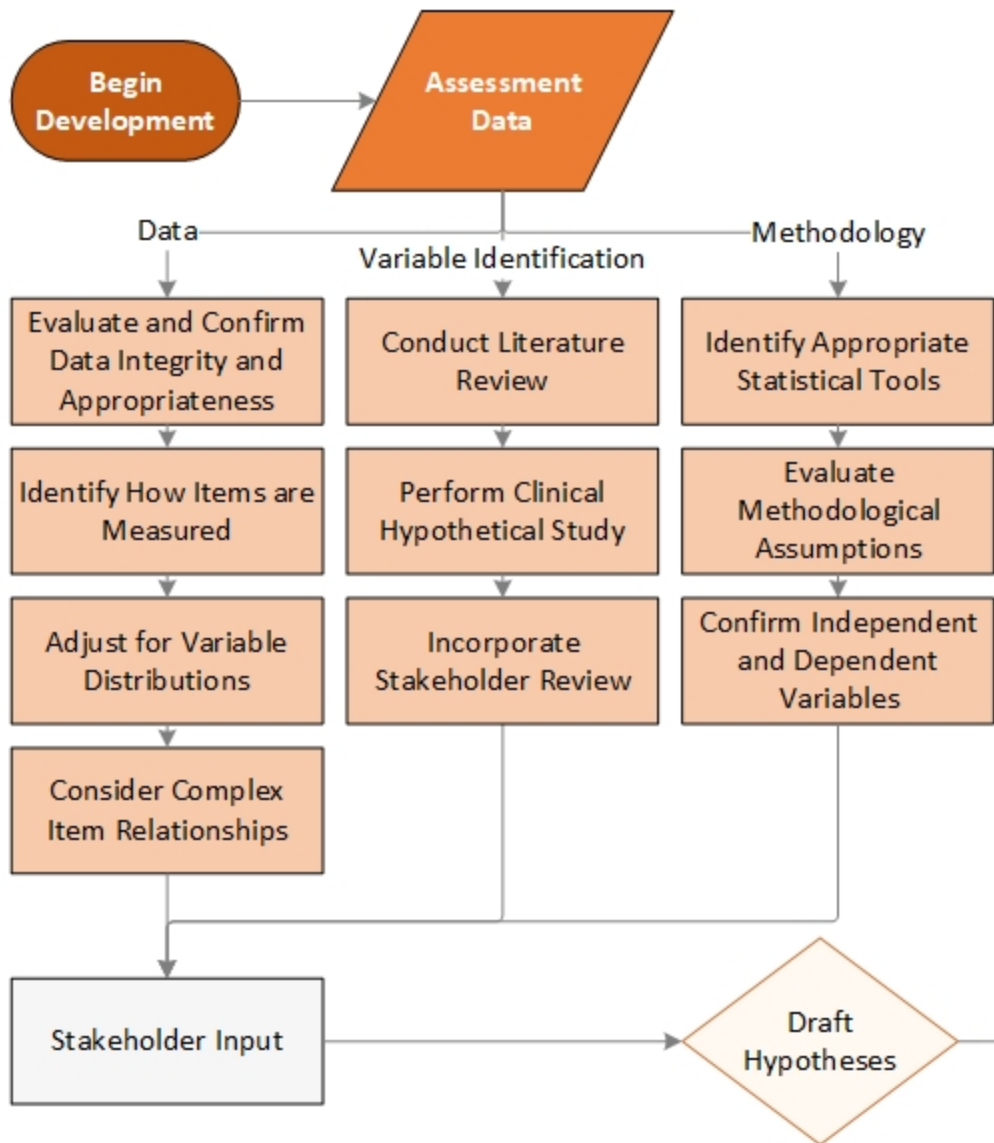 Begin
Development
Assessment
Data
Data
Variable Identification
Methodology
Evaluate and Confirm
Data Integrity and
Appropriateness
Identify How Items are
Measured
Adjust for Variable
Distributions
Consider Complex
Item Relationships
Conduct Literature
Review
Perform Clinical
Hypothetical Study
Incorporate
Stakeholder Review
Identify Appropriate
Statistical Tools
Evaluate
Methodological
Assumptions
Confirm Independent
and Dependent
Variables
Stakeholder Input
Draft
Hypotheses